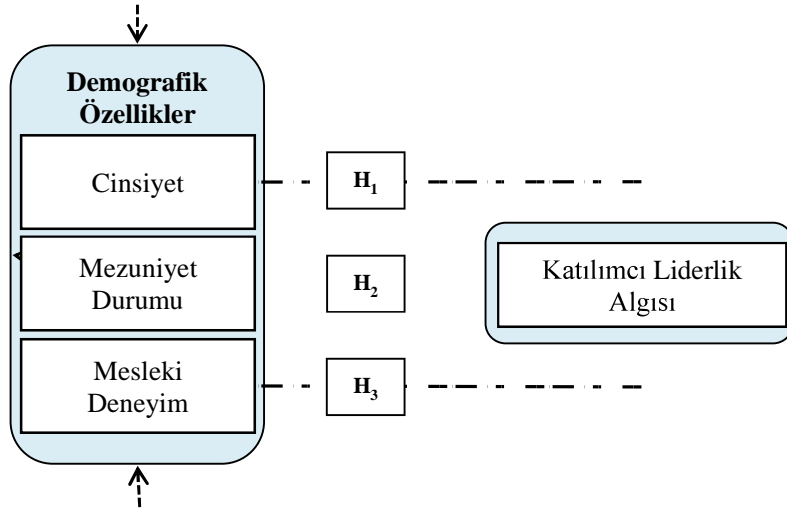 Demografik
Özellikler
Cinsiyet
H₁
Mezuniyet
Durumu
H₂
Katılımcı Liderlik
Algısı
Mesleki
Deneyim
H₃